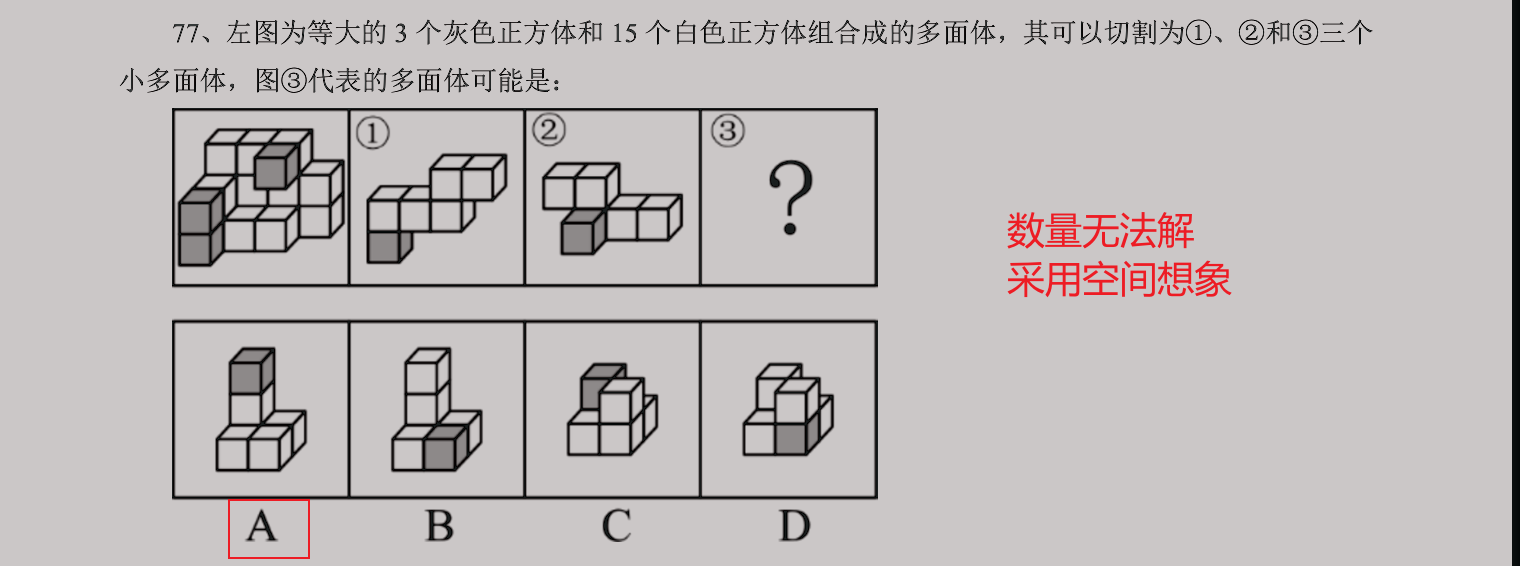 77、左图为等大的 3 个灰色正方体和 15 个白色正方体组合成的多面体，其可以切割为①、②和③三个
小多面体，图③代表的多面体可能是：
① ② ③
?
数量无法解
采用空间想象
A B C D